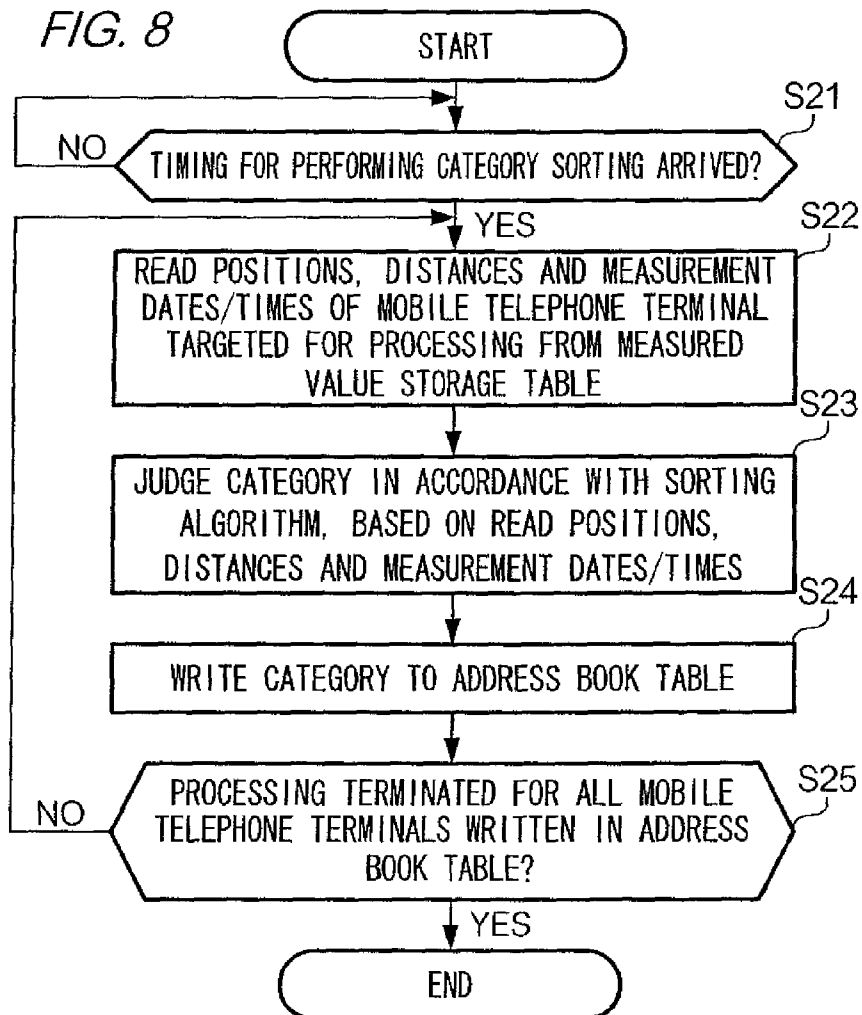 FIG. 8
START
S21
NO
TIMING FOR PERFORMING CATEGORY SORTING ARRIVED?
YES
S22
READ POSITIONS, DISTANCES AND MEASUREMENT
DATES/TIMES OF MOBILE TELEPHONE TERMINAL
TARGETED FOR PROCESSING FROM MEASURED
VALUE STORAGE TABLE
S23
JUDGE CATEGORY IN ACCORDANCE WITH SORTING
ALGORITHM, BASED ON READ POSITIONS,
DISTANCES AND MEASUREMENT DATES/TIMES
S24
WRITE CATEGORY TO ADDRESS BOOK TABLE
S25
NO
PROCESSING TERMINATED FOR ALL MOBILE
TELEPHONE TERMINALS WRITTEN IN ADDRESS
BOOK TABLE?
YES
END